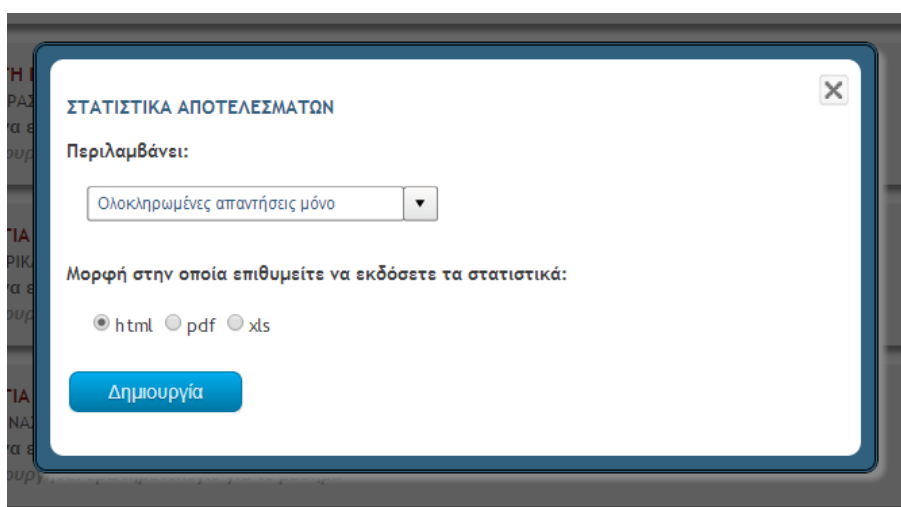 ΣΤΑΤΙΣΤΙΚΑ ΑΠΟΤΕΛΕΣΜΑΤΩΝ
Περιλαμβάνει:
Ολοκληρωμένες απαντήσεις μόνο
Μορφή στην οποία επιθυμείτε να εκδόσετε τα στατιστικά:
html pdf xls
Δημιουργία